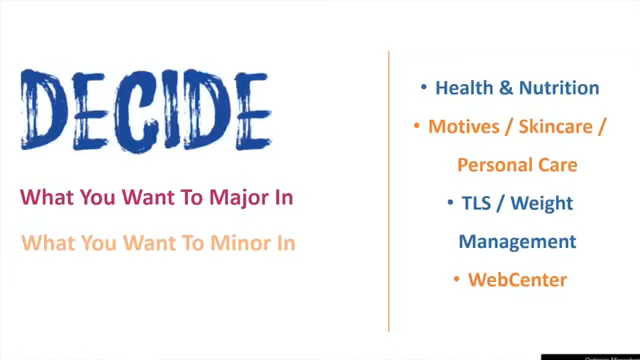 DECIDE
What You Want To Major In
What You Want To Minor In
• Health & Nutrition
• Motives / Skincare /
Personal Care
• TLS / Weight
Management
• WebCenter